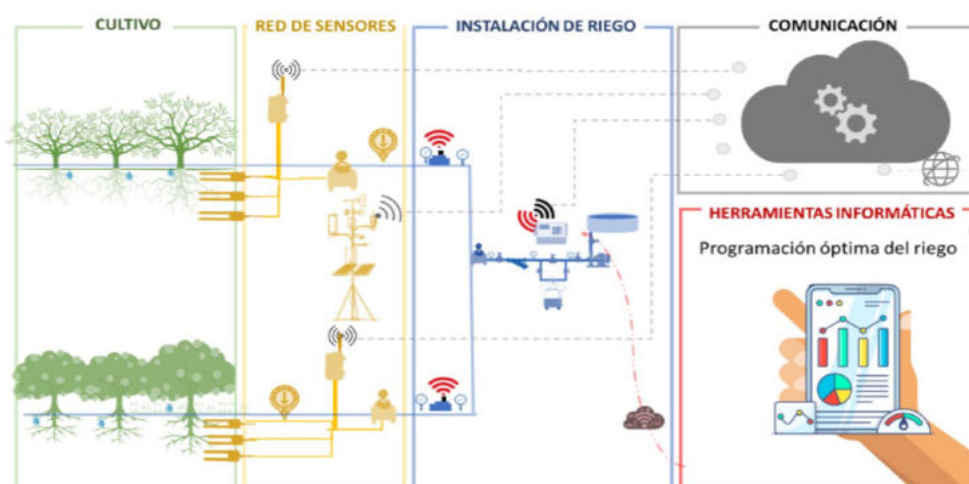 CULTIVO
RED DE SENSORES
INSTALACIÓN DE RIEGO
COMUNICACIÓN
HERRAMIENTAS INFORMÁTICAS
Programación óptima del riego